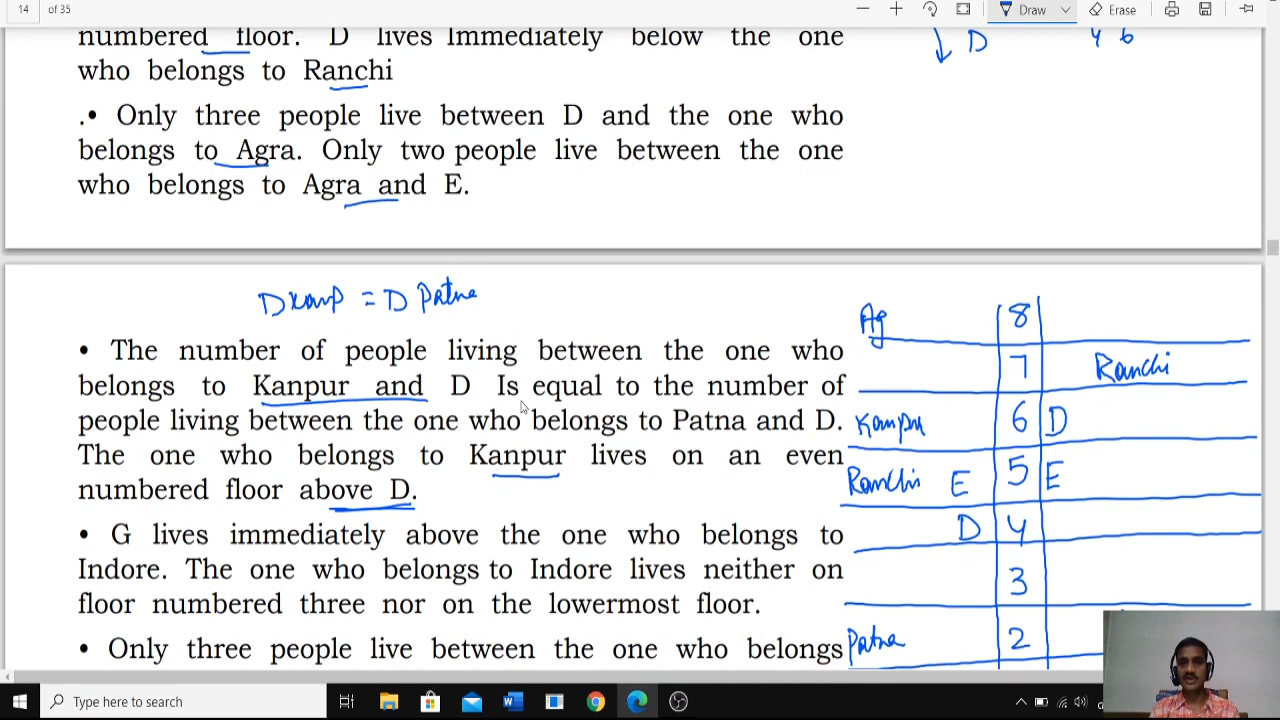 14 of 35
Draw
Erase
numbered floor. D lives Immediately below the one
who belongs to Ranchi
D
4 6
.• Only three people live between D and the one who
belongs to Agra. Only two people live between the one
who belongs to Agra and E.
D Kanp = D Patna
• The number of people living between the one who
belongs to Kanpur and D Is equal to the number of
people living between the one who belongs to Patna and D.
The one who belongs to Kanpur lives on an even
numbered floor above D.
• G lives immediately above the one who belongs to
Indore. The one who belongs to Indore lives neither on
floor numbered three nor on the lowermost floor.
• Only three people live between the one who belongs
Ag 8
7 Ranchi
Kanpu 6 D
Ranchi E 5 E
D 4
3
Patna 2
Type here to search